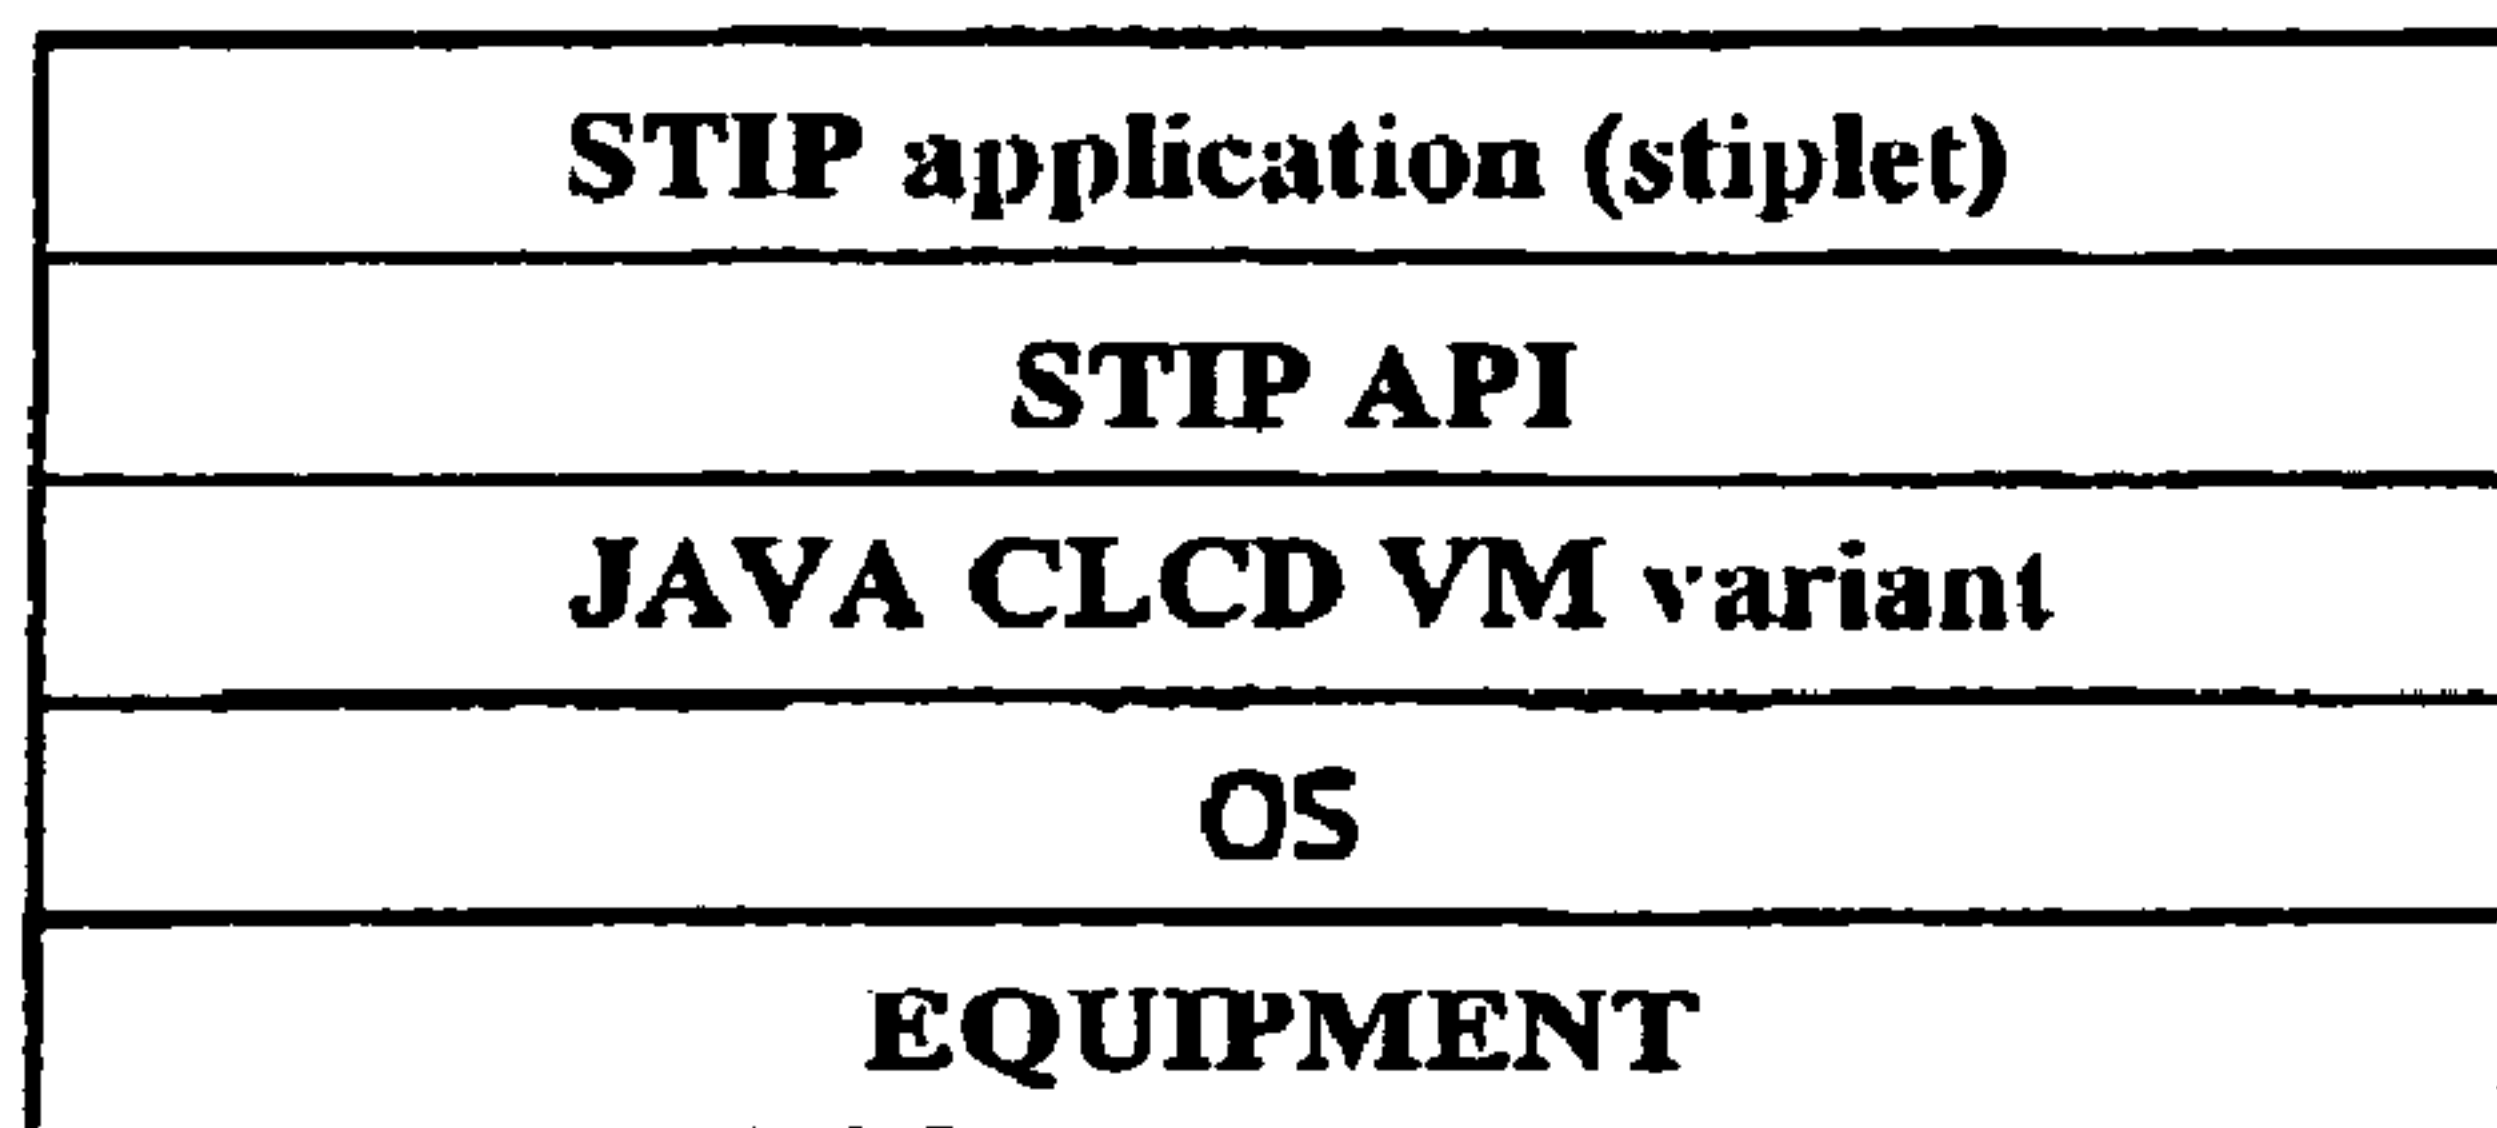 STIP application (stiplet)
STIP API
JAVA CLCD VM variant
OS
EQUIPMENT